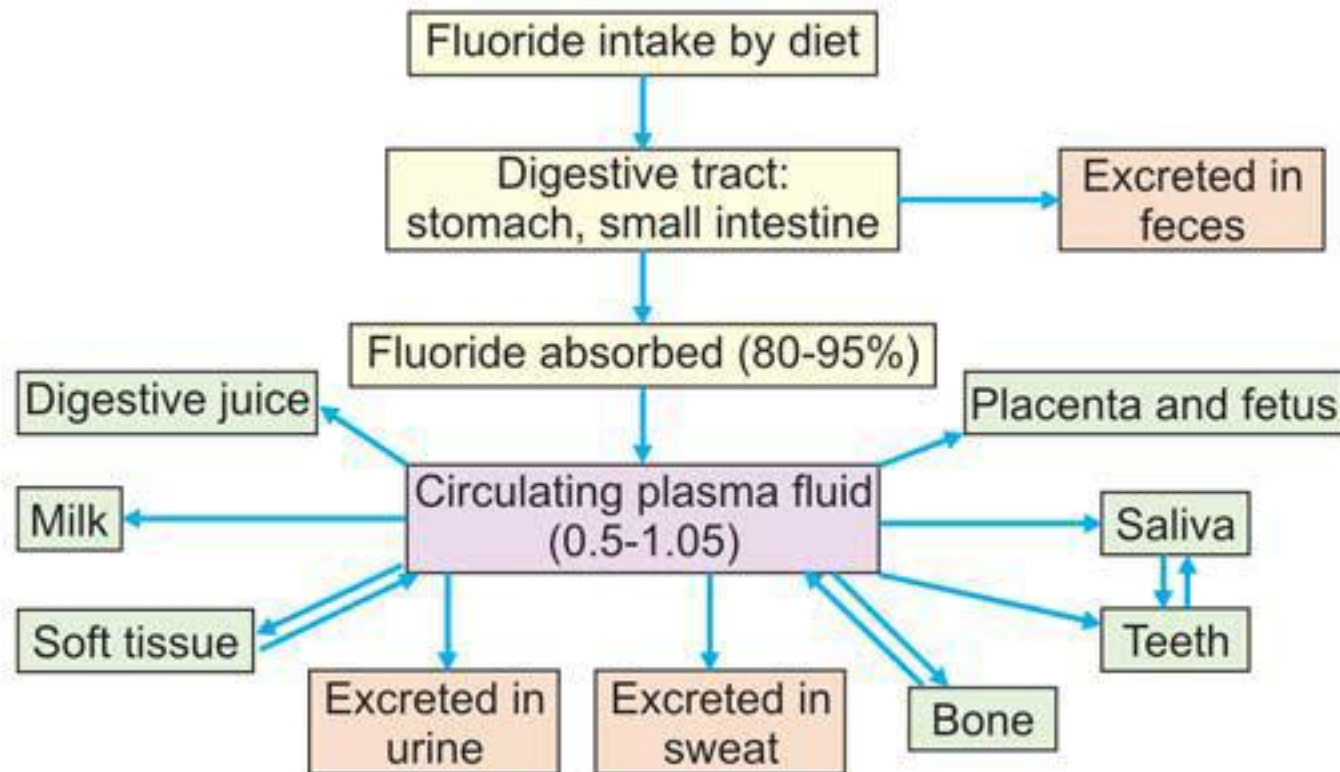 Fluoride intake by diet
Digestive tract:
stomach, small intestine
Excreted in
feces
Fluoride absorbed (80-95%)
Digestive juice
Placenta and fetus
Circulating plasma fluid
(0.5-1.05)
Milk
Saliva
Soft tissue
Teeth
Excreted in
urine
Excreted in
sweat
Bone